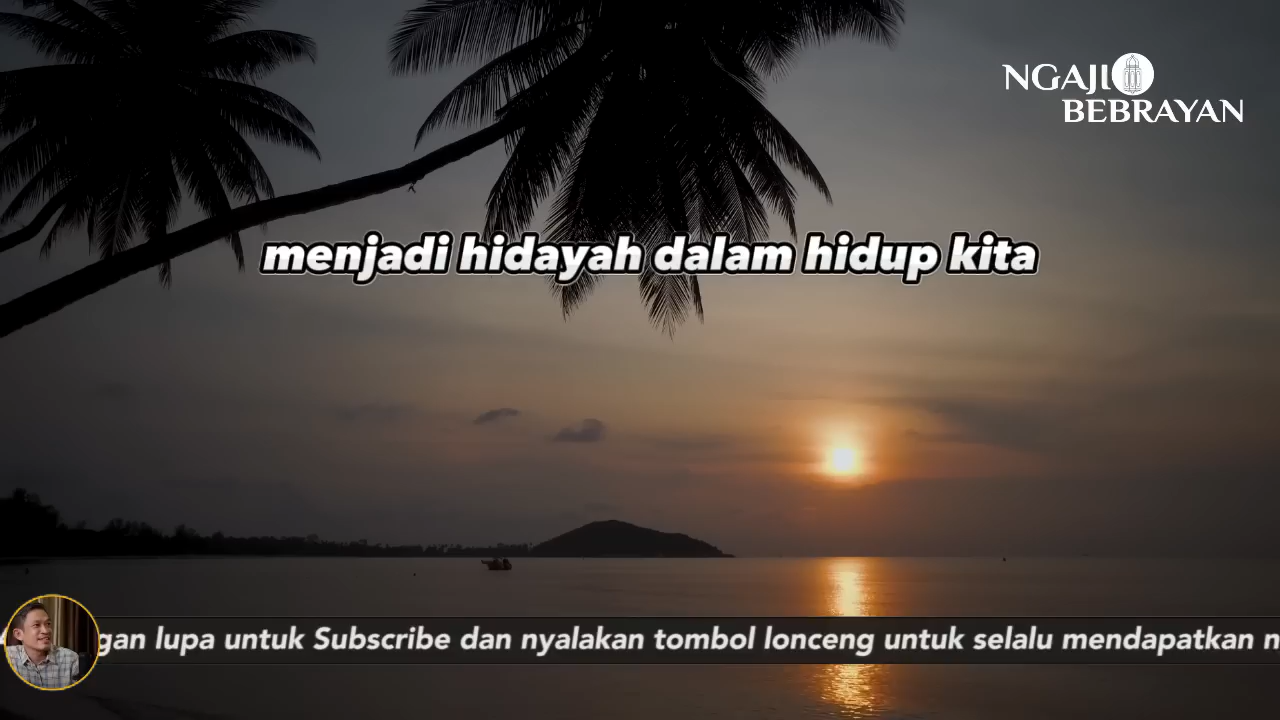 NGAJI
BEBRAYAN
menjadi hidayah dalam hidup kita
gan lupa untuk Subscribe dan nyalakan tombol lonceng untuk selalu mendapatkan n